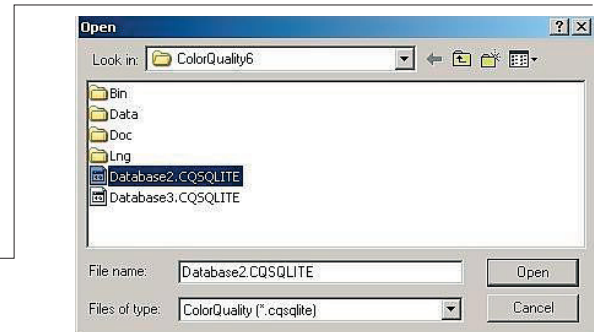 Open
Look in: ColorQuality6
Bin
Data
Doc
Lng
Database2.CQSQLITE
Database3.CQSQLITE
File name: Database2.CQSQLITE Open
Files of type: ColorQuality (*.cqsqlite) Cancel